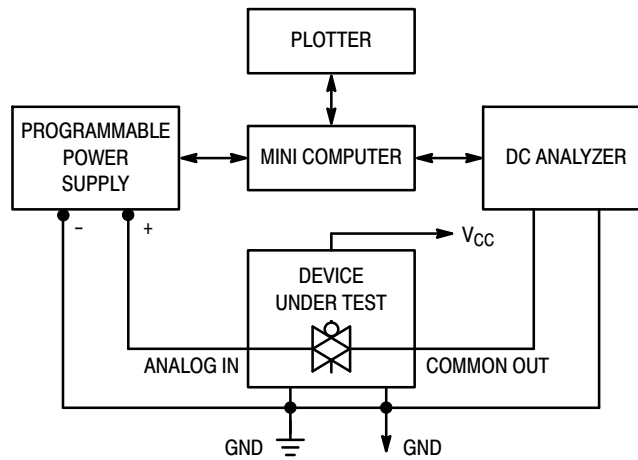 PLOTTER
PROGRAMMABLE
POWER
SUPPLY
MINI COMPUTER
DC ANALYZER
– +
VCC
DEVICE
UNDER TEST
ANALOG IN
COMMON OUT
GND
GND